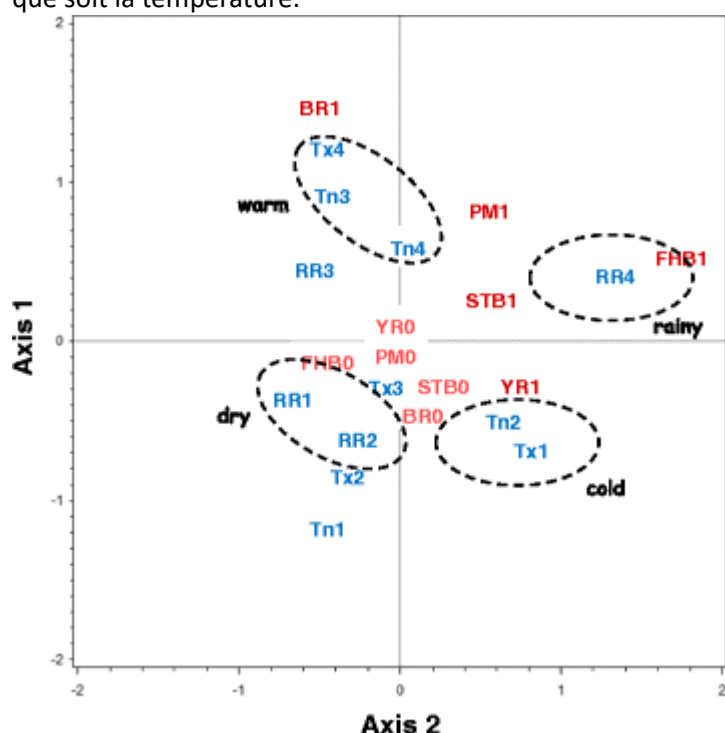 que soit la température.
2
BR1
Tx4
1
Tn3
warm
PM1
Tn4
FHB1
RR3
RR4
STB1
rainy
YR0
0
PM0
FHB0
Tx3
STB0
YR1
RR1
BR0
dry
Tn2
RR2
Tx1
Tx2
cold
-1
Tn1
-2
-2 -1 0 1 2
Axis 1
Axis 2